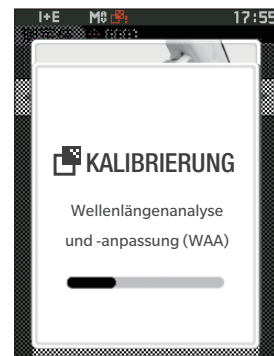 I+E M0 ! 17:55
KALIBRIERUNG
Wellenlängenanalyse
und -anpassung (WAA)